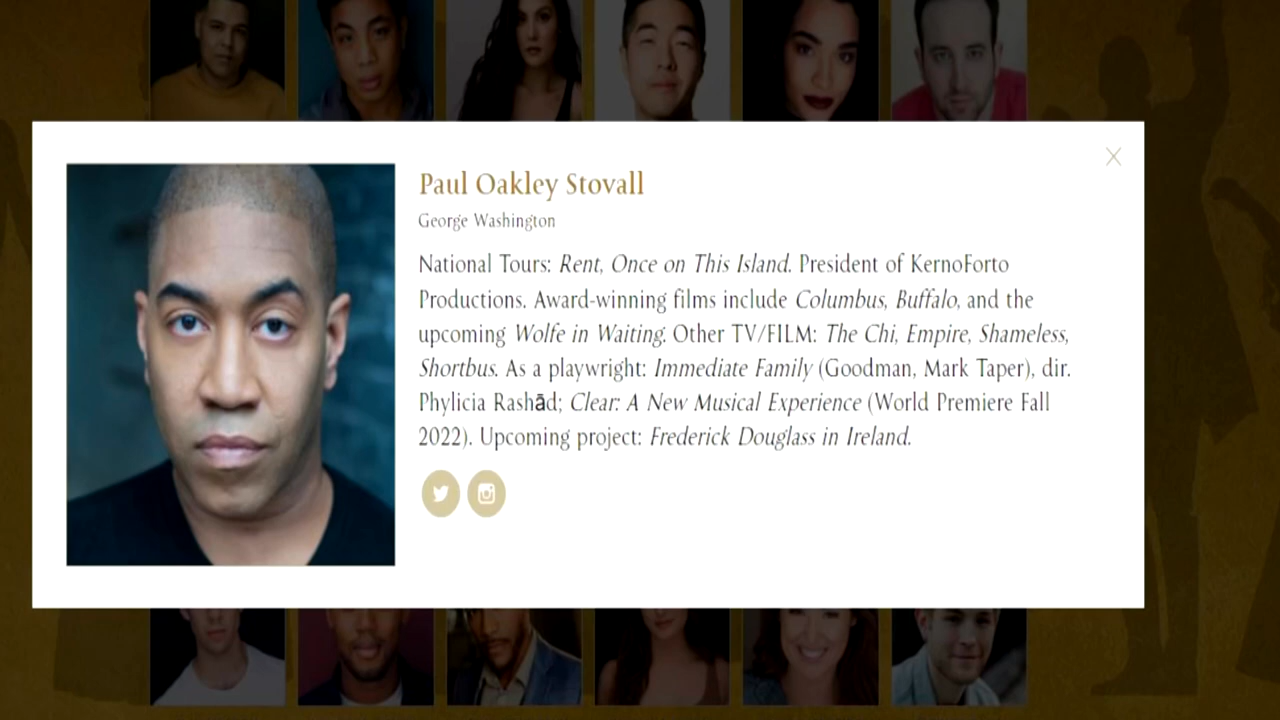 Paul Oakley Stovall
George Washington
National Tours: Rent, Once on This Island. President of KernoForto
Productions. Award-winning films include Columbus, Buffalo, and the
upcoming Wolfe in Waiting. Other TV/FILM: The Chi, Empire, Shameless,
Shortbus. As a playwright: Immediate Family (Goodman, Mark Taper), dir.
Phylicia Rashād; Clear: A New Musical Experience (World Premiere Fall
2022). Upcoming project: Frederick Douglass in Ireland.